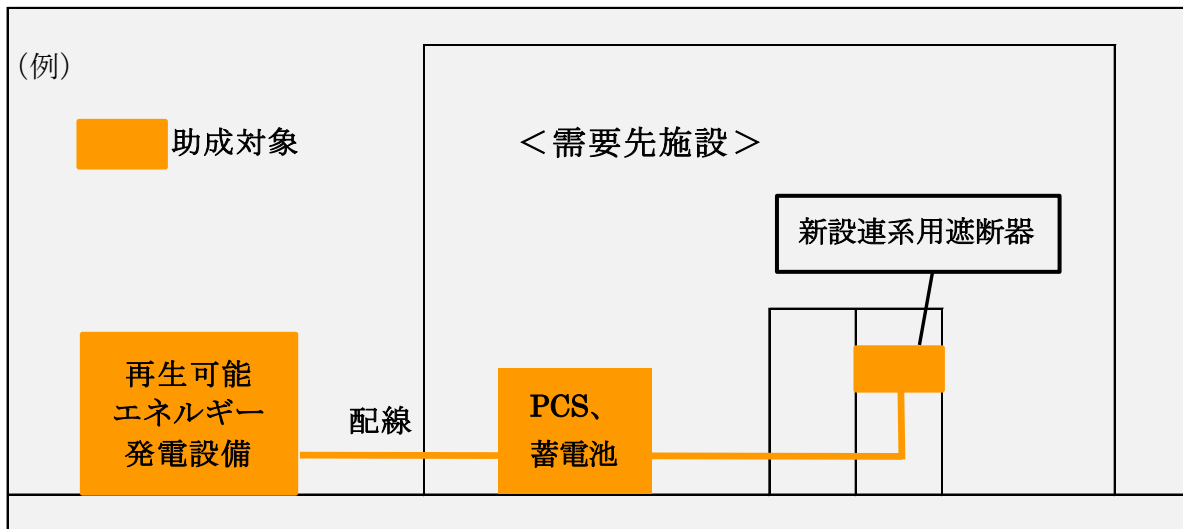 （例）
助成対象
＜需要先施設＞
新設連系用遮断器
再生可能
エネルギー
発電設備
配線
PCS、
蓄電池